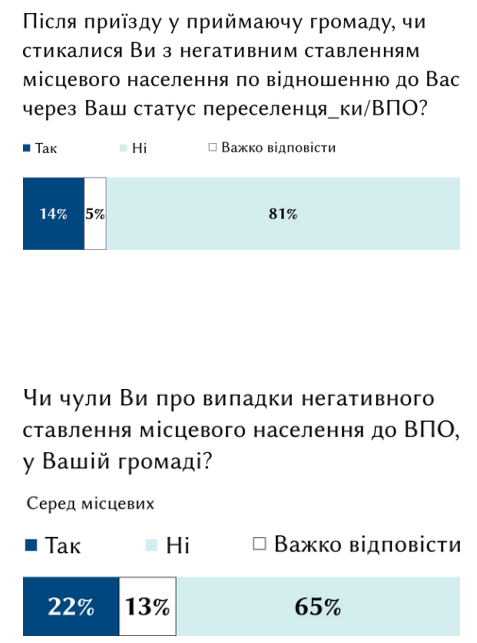 Після приїзду у приймаючу громаду, чи
стикалися Ви з негативним ставленням
місцевого населення по відношенню до Вас
через Ваш статус переселенця_ки/ВПО?
Так Ні Важко відповісти
14% 5% 81%
Чи чули Ви про випадки негативного
ставлення місцевого населення до ВПО,
у Вашій громаді?
Серед місцевих
Так Ні Важко відповісти
22% 13% 65%